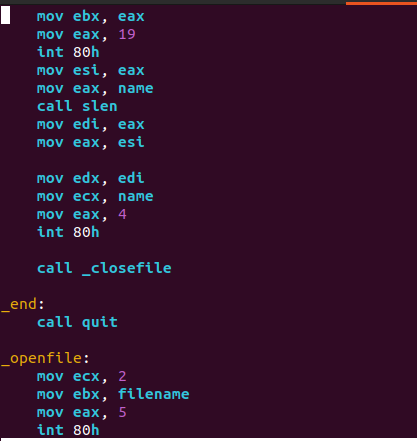 mov ebx, eax
mov eax, 19
int 80h
mov esi, eax
mov eax, name
call slen
mov edi, eax
mov eax, esi
mov edx, edi
mov ecx, name
mov eax, 4
int 80h
call _closefile
_end:
call quit
_openfile:
mov ecx, 2
mov ebx, filename
mov eax, 5
int 80h